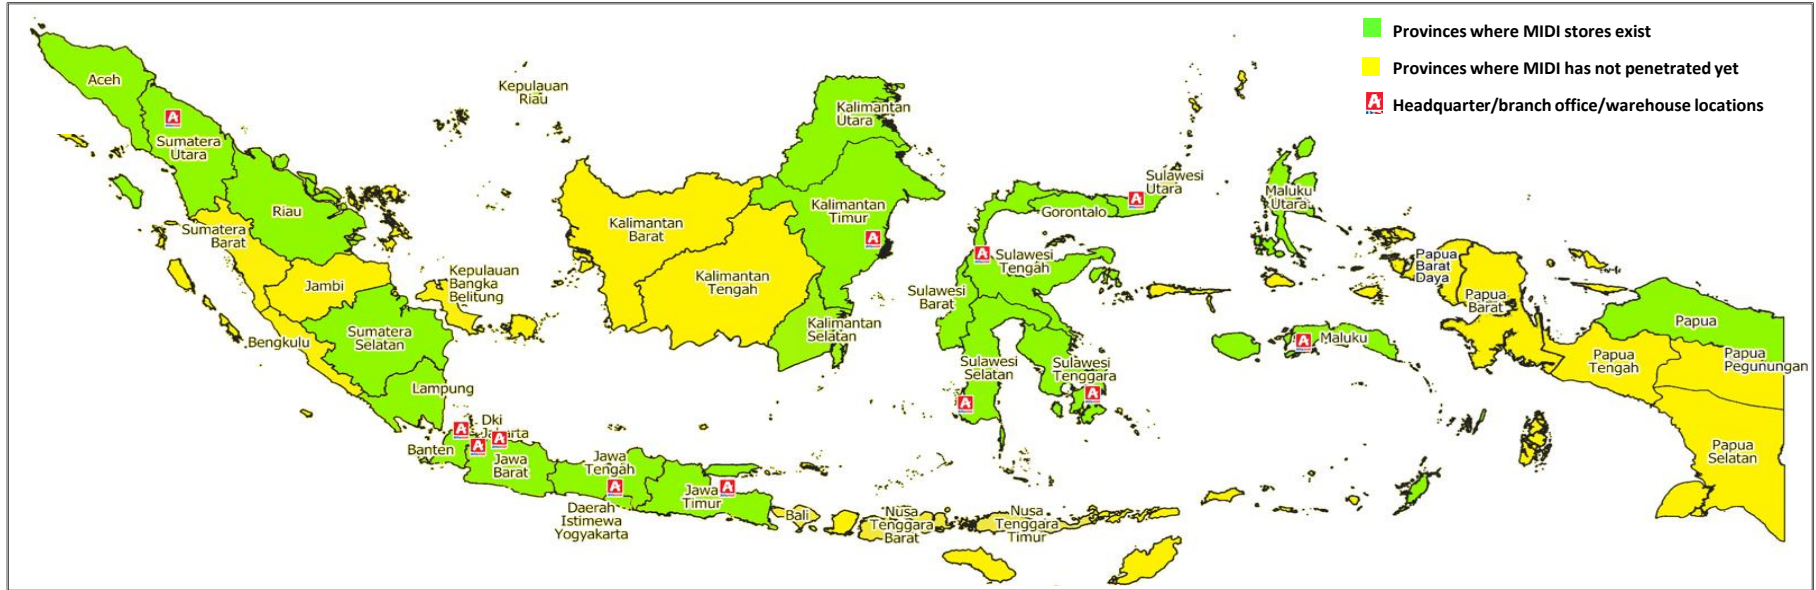 Provinces where MIDI stores exist
Provinces where MIDI has not penetrated yet
A Headquarter/branch office/warehouse locations
Aceh
A
Sumatera
Utara
Riau
Sumatera
Barat
Jambi
Bengkulu
Sumatera
Selatan
Lampung
Kepulauan
Riau
Kepulauan
Bangka
Belitung
Kalimantan
Barat
Kalimantan
Tengah
Kalimantan
Utara
Kalimantan
Timur
A
Kalimantan
Selatan
A
Dki
Jakarta
A
A
Banten
Jawa
Barat
Jawa
Tengah
A
Daerah
Istimewa
Yogyakarta
Jawa
Timur
A
Bali
Nusa
Tenggara
Barat
Nusa
Tenggara
Timur
Sulawesi
Utara
A
Gorontalo
A
Sulawesi
Tengah
Sulawesi
Barat
Sulawesi
Selatan
A
Sulawesi
Tenggara
A
Maluku
Utara
A
Maluku
Papua
Barat
Daya
Papua
Barat
Papua
Papua
Tengah
Papua
Pegunungan
Papua
Selatan